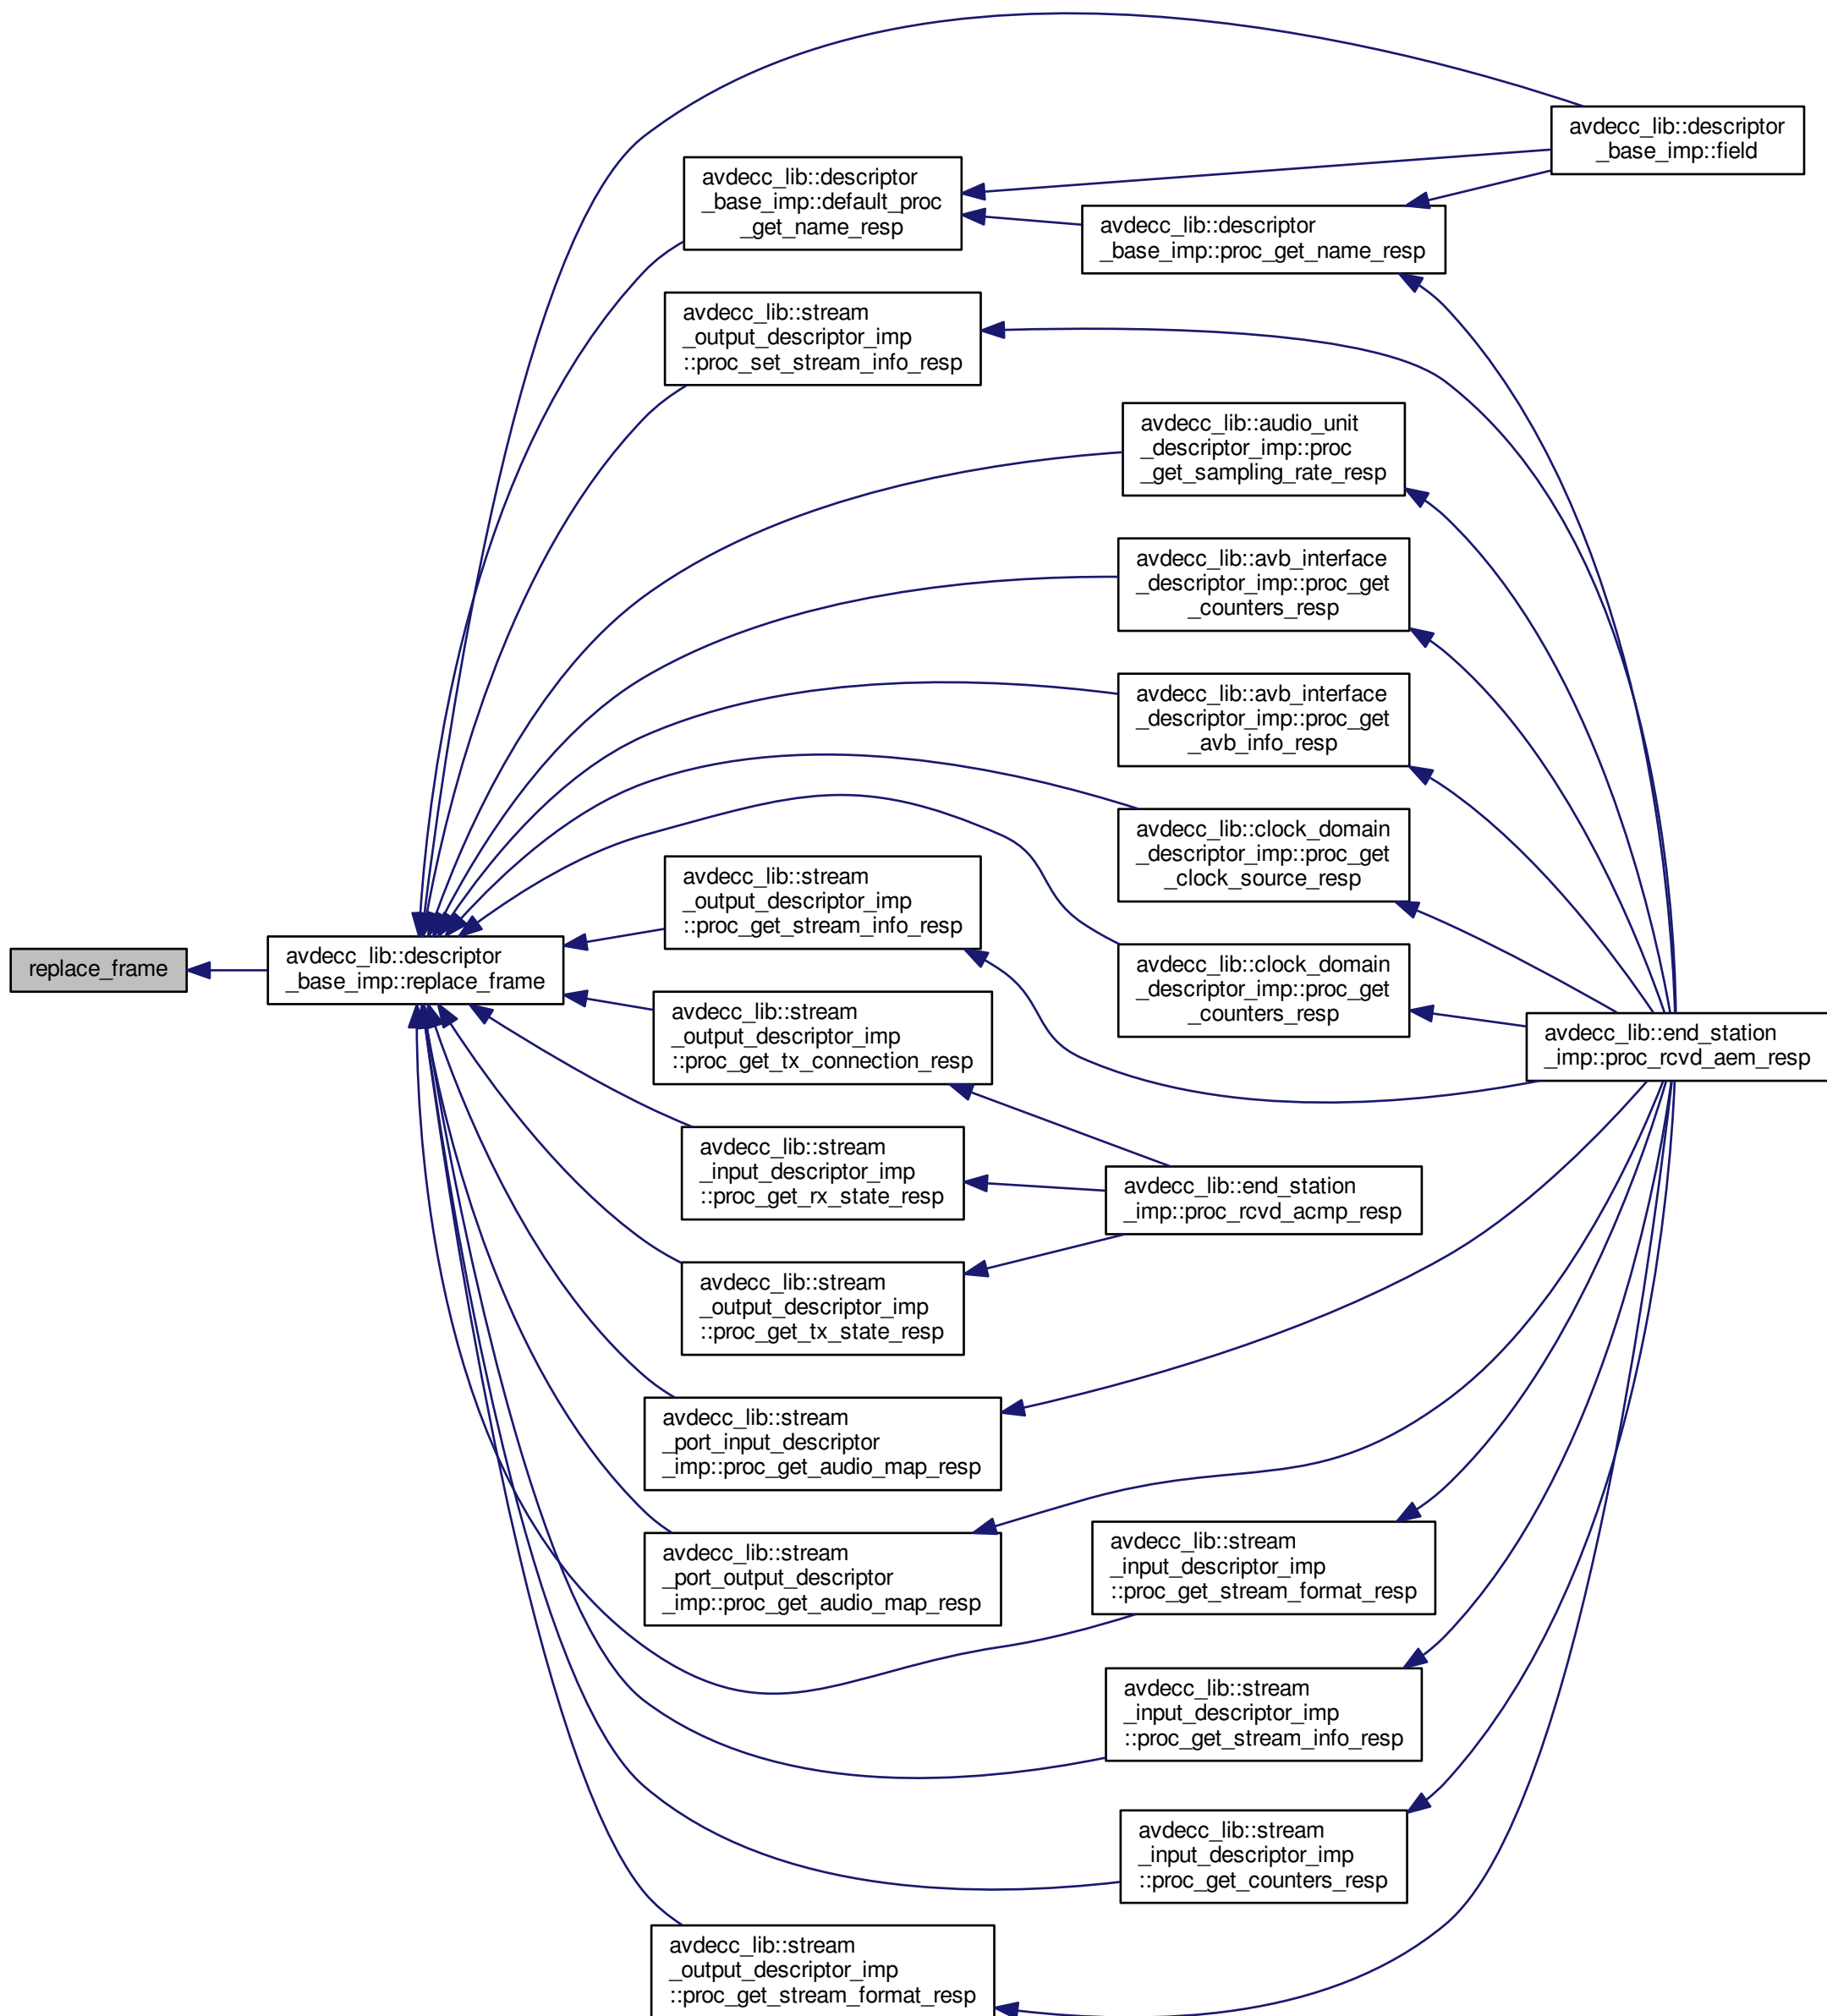 avdecc_lib::descriptor
_base_imp::field
avdecc_lib::descriptor
_base_imp::default_proc
_get_name_resp
avdecc_lib::descriptor
_base_imp::proc_get_name_resp
avdecc_lib::stream
_output_descriptor_imp
::proc_set_stream_info_resp
avdecc_lib::audio_unit
_descriptor_imp::proc
_get_sampling_rate_resp
avdecc_lib::avb_interface
_descriptor_imp::proc_get
_counters_resp
avdecc_lib::avb_interface
_descriptor_imp::proc_get
_avb_info_resp
avdecc_lib::clock_domain
_descriptor_imp::proc_get
_clock_source_resp
avdecc_lib::stream
_output_descriptor_imp
::proc_get_stream_info_resp
replace_frame
avdecc_lib::descriptor
_base_imp::replace_frame
avdecc_lib::clock_domain
_descriptor_imp::proc_get
_counters_resp
avdecc_lib::stream
_output_descriptor_imp
::proc_get_tx_connection_resp
avdecc_lib::end_station
_imp::proc_rcvd_aem_resp
avdecc_lib::stream
_input_descriptor_imp
::proc_get_rx_state_resp
avdecc_lib::end_station
_imp::proc_rcvd_acmp_resp
avdecc_lib::stream
_output_descriptor_imp
::proc_get_tx_state_resp
avdecc_lib::stream
_port_input_descriptor
_imp::proc_get_audio_map_resp
avdecc_lib::stream
_port_output_descriptor
_imp::proc_get_audio_map_resp
avdecc_lib::stream
_input_descriptor_imp
::proc_get_stream_format_resp
avdecc_lib::stream
_input_descriptor_imp
::proc_get_stream_info_resp
avdecc_lib::stream
_input_descriptor_imp
::proc_get_counters_resp
avdecc_lib::stream
_output_descriptor_imp
::proc_get_stream_format_resp